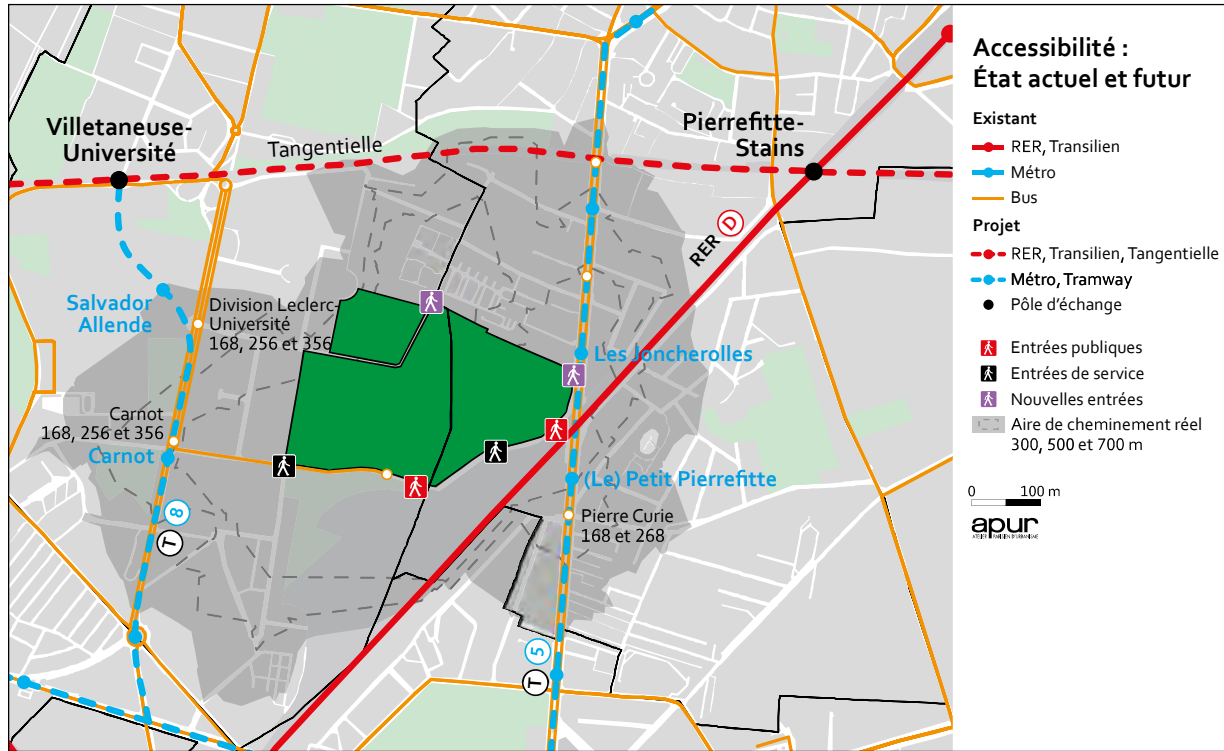 Villetaneuse-
Université
Tangentielle
Pierrefitte-
Stains
RER D
Salvador
Allende
Division Leclerc-
Université
168, 256 et 356
Les Joncherolles
Carnot
168, 256 et 356
Carnot
(Le) Petit Pierrefitte
Pierre Curie
168 et 268
T 8
T 5
Accessibilité :
État actuel et futur
Existant
RER, Transilien
Métro
Bus
Projet
RER, Transilien, Tangentielle
Métro, Tramway
Pôle d'échange
Entrées publiques
Entrées de service
Nouvelles entrées
Aire de cheminement réel
300, 500 et 700 m
0 100 m
apur
ATELIER PARISIEN D'URBANISME